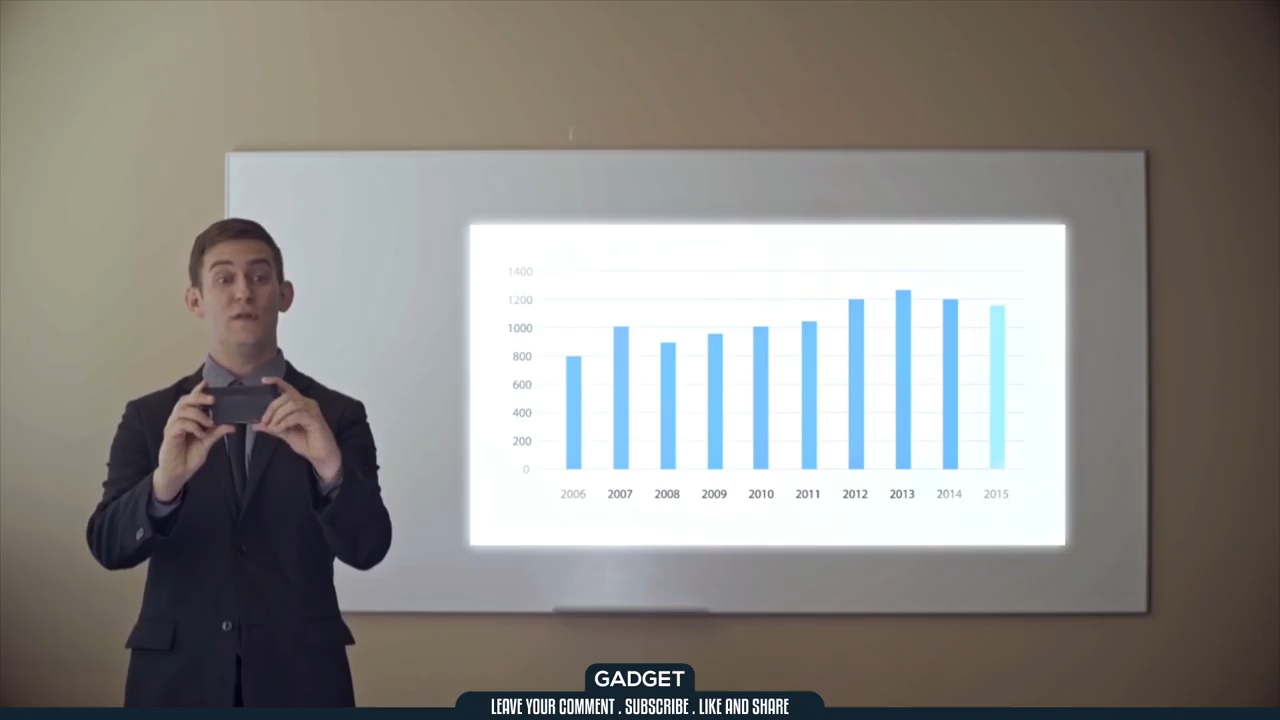 1400
1200
1000
800
600
400
200
0
2006 2007 2008 2009 2010 2011 2012 2013 2014 2015
GADGET
LEAVE YOUR COMMENT . SUBSCRIBE . LIKE AND SHARE